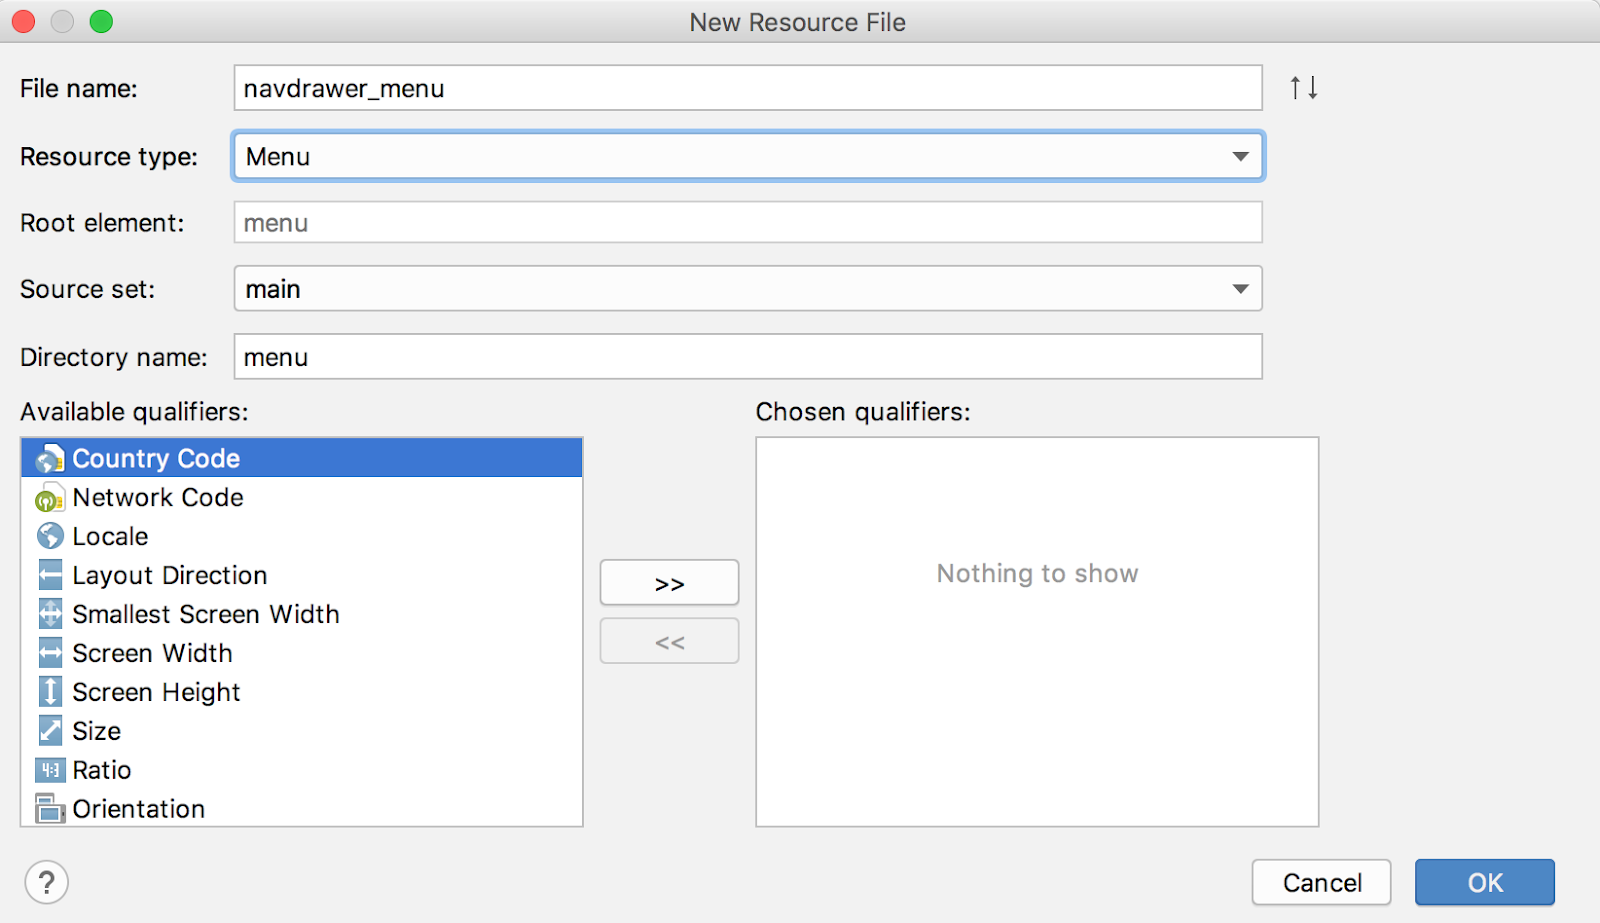 New Resource File
File name: navdrawer_menu ↑↓
Resource type: Menu
Root element: menu
Source set: main
Directory name: menu
Available qualifiers: Chosen qualifiers:
Country Code
Network Code
Locale
Layout Direction
Smallest Screen Width
Screen Width
Screen Height
Size
4:3 Ratio
Orientation
>>
<<
Nothing to show
? Cancel OK